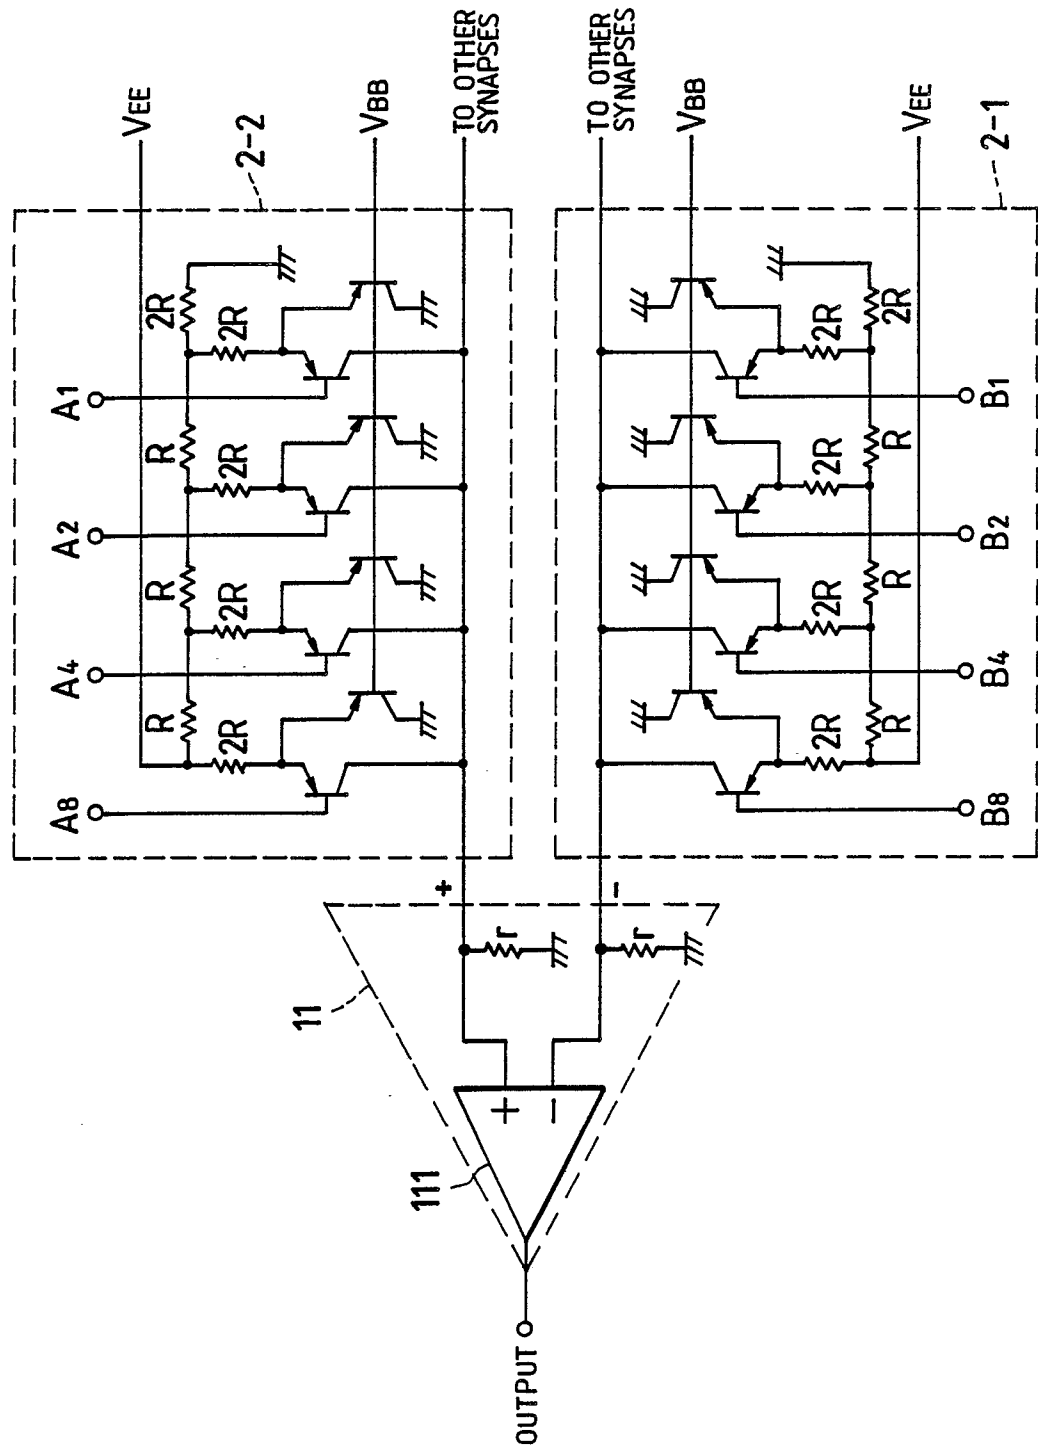 VEE
2-2
VBB
TO OTHER
SYNAPSES
TO OTHER
SYNAPSES
VBB
VEE
2-1
A8
A4
A2
A1
R
R
R
2R
2R
2R
2R
2R
+
-
r
r
11
111
+
-
OUTPUT
2R
2R
2R
2R
R
R
R
2R
B8
B4
B2
B1